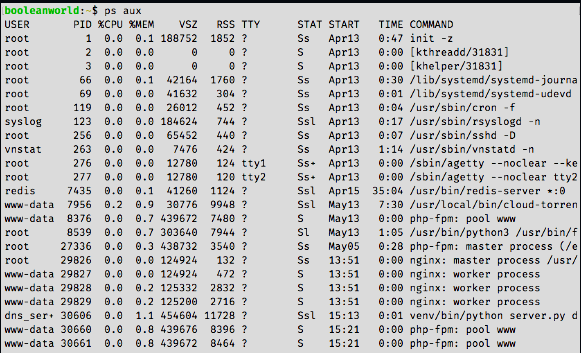 booleanworld:~$ ps aux
USER PID %CPU %MEM VSZ RSS TTY STAT START TIME COMMAND
root 1 0.0 0.1 188752 1852 ? Ss Apr13 0:47 init -z
root 2 0.0 0.0 0 0 ? S Apr13 0:00 [kthreadd/31831]
root 3 0.0 0.0 0 0 ? S Apr13 0:00 [khelper/31831]
root 66 0.0 0.1 42164 1760 ? Ss Apr13 0:30 /lib/systemd/systemd-journa
root 69 0.0 0.0 41632 304 ? Ss Apr13 0:01 /lib/systemd/systemd-udevd
root 119 0.0 0.0 26012 452 ? Ss Apr13 0:04 /usr/sbin/cron -f
syslog 123 0.0 0.0 184624 744 ? Ssl Apr13 0:17 /usr/sbin/rsyslogd -n
root 256 0.0 0.0 65452 440 ? Ss Apr13 0:07 /usr/sbin/sshd -D
vnstat 263 0.0 0.0 7476 424 ? Ss Apr13 1:14 /usr/sbin/vnstatd -n
root 276 0.0 0.0 12780 124 tty1 Ss+ Apr13 0:00 /sbin/agetty --noclear --ke
root 277 0.0 0.0 12780 120 tty2 Ss+ Apr13 0:00 /sbin/agetty --noclear tty2
redis 7435 0.0 0.1 41260 1124 ? Ssl Apr15 35:04 /usr/bin/redis-server *:0
www-data 7956 0.2 0.9 30776 9948 ? Ssl May13 7:30 /usr/local/bin/cloud-torren
www-data 8376 0.0 0.7 439672 7480 ? S May13 0:00 php-fpm: pool www
root 8539 0.0 0.7 303640 7944 ? Sl May13 1:05 /usr/bin/python3 /usr/bin/f
root 27336 0.0 0.3 438732 3540 ? Ss May05 0:28 php-fpm: master process (/e
root 29826 0.0 0.0 124924 132 ? Ss 13:51 0:00 nginx: master process /usr/
www-data 29827 0.0 0.0 124924 472 ? S 13:51 0:00 nginx: worker process
www-data 29828 0.0 0.2 125332 2832 ? S 13:51 0:00 nginx: worker process
www-data 29829 0.0 0.2 125200 2716 ? S 13:51 0:00 nginx: worker process
dns_ser+ 30606 0.0 1.1 454604 11728 ? Ssl 15:13 0:01 venv/bin/python server.py d
www-data 30660 0.0 0.8 439676 8396 ? S 15:21 0:00 php-fpm: pool www
www-data 30661 0.0 0.8 439672 8464 ? S 15:21 0:00 php-fpm: pool www